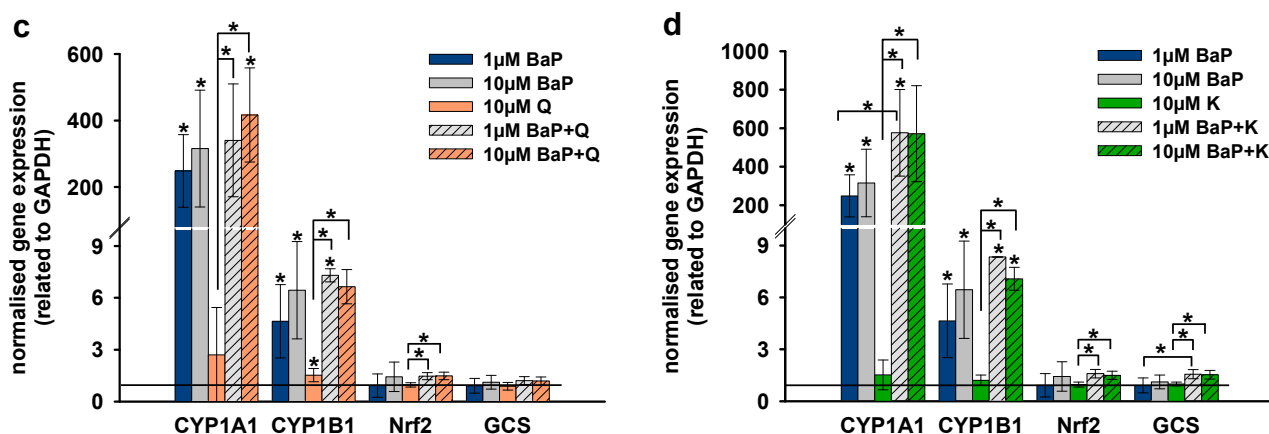 c
normalised gene expression
(related to GAPDH)
600
400
200
9
6
3
0
* * * * *
* * * * * *
* *
1µM BaP
10µM BaP
10µM Q
1µM BaP+Q
10µM BaP+Q
CYP1A1 CYP1B1 Nrf2 GCS
d
normalised gene expression
(related to GAPDH)
1000
800
600
400
200
9
6
3
0
* * * * * *
* * * * * *
* *
* * *
1µM BaP
10µM BaP
10µM K
1µM BaP+K
10µM BaP+K
CYP1A1 CYP1B1 Nrf2 GCS